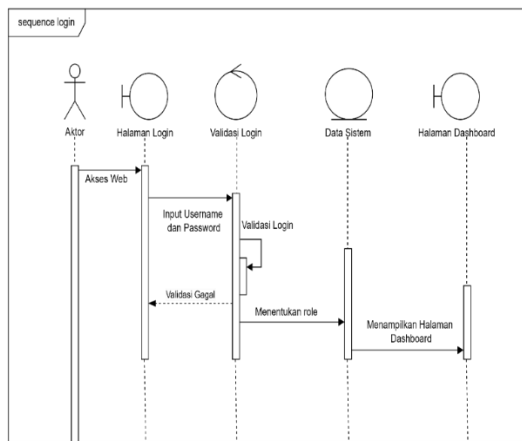 sequence login
Aktor
Halaman Login
Validasi Login
Data Sistem
Halaman Dashboard
Akses Web
Input Username
dan Password
Validasi Login
Validasi Gagal
Menentukan role
Menampilkan Halaman
Dashboard